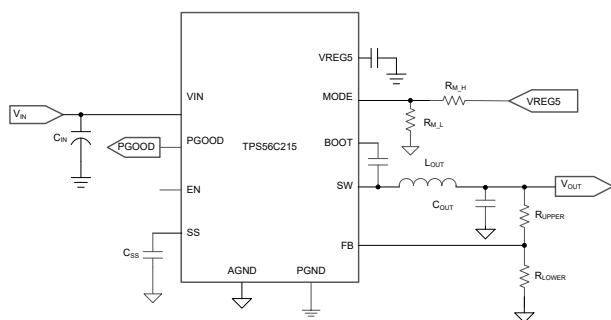 VREG5
R_M_H
MODE
VREG5
V_IN
VIN
C_IN
R_M_L
PGOOD
PGOOD
TPS56C215
BOOT
L_OUT
EN
SW
V_OUT
C_OUT
R_UPPER
SS
FB
C_SS
R_LOWER
AGND
PGND